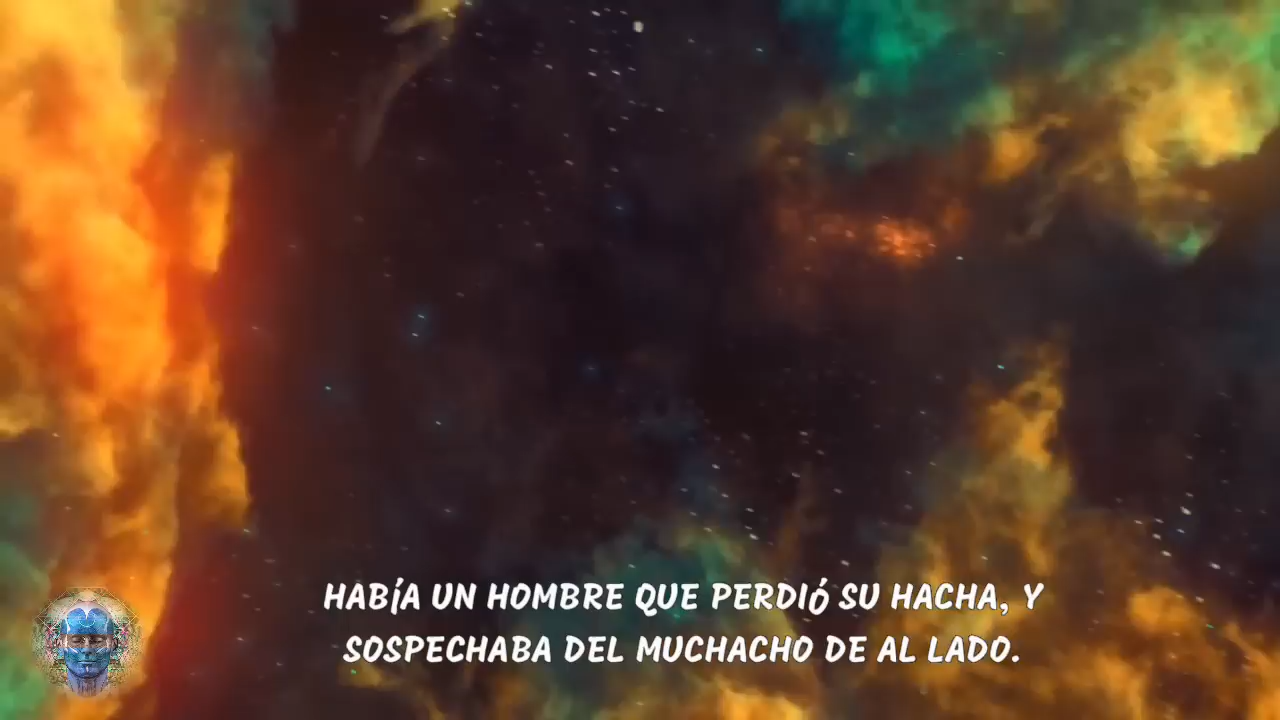 HABÍA UN HOMBRE QUE PERDIÓ SU HACHA, Y
SOSPECHABA DEL MUCHACHO DE AL LADO.